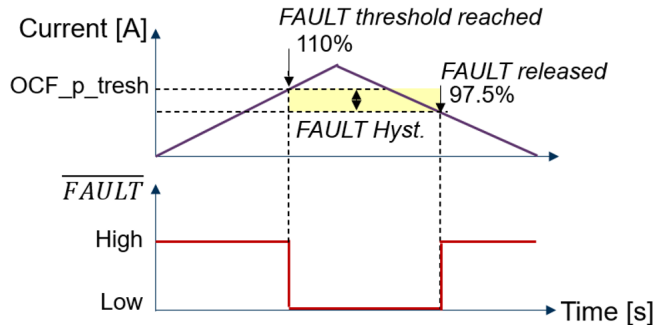 FAULT threshold reached
Current [A]
110%
OCF_p_tresh
FAULT released
97.5%
FAULT Hyst.
FAULT
High
Low
Time [s]